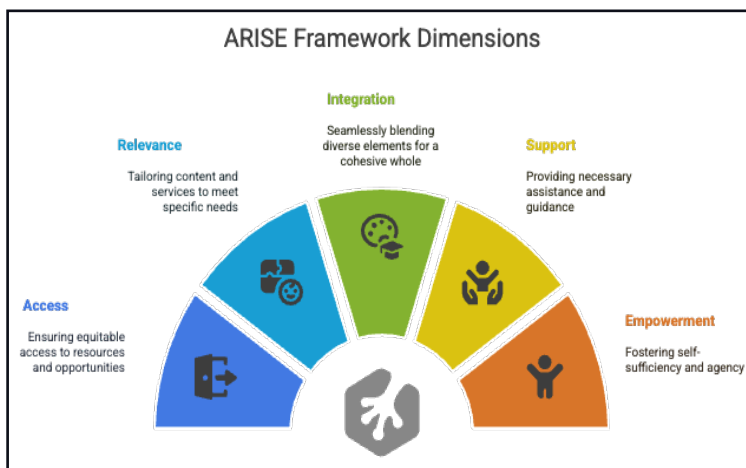 ARISE Framework Dimensions
Integration
Seamlessly blending
diverse elements for a
cohesive whole
Relevance
Tailoring content and
services to meet
specific needs
Support
Providing necessary
assistance and
guidance
Access
Ensuring equitable
access to resources
and opportunities
Empowerment
Fostering self-
sufficiency and agency